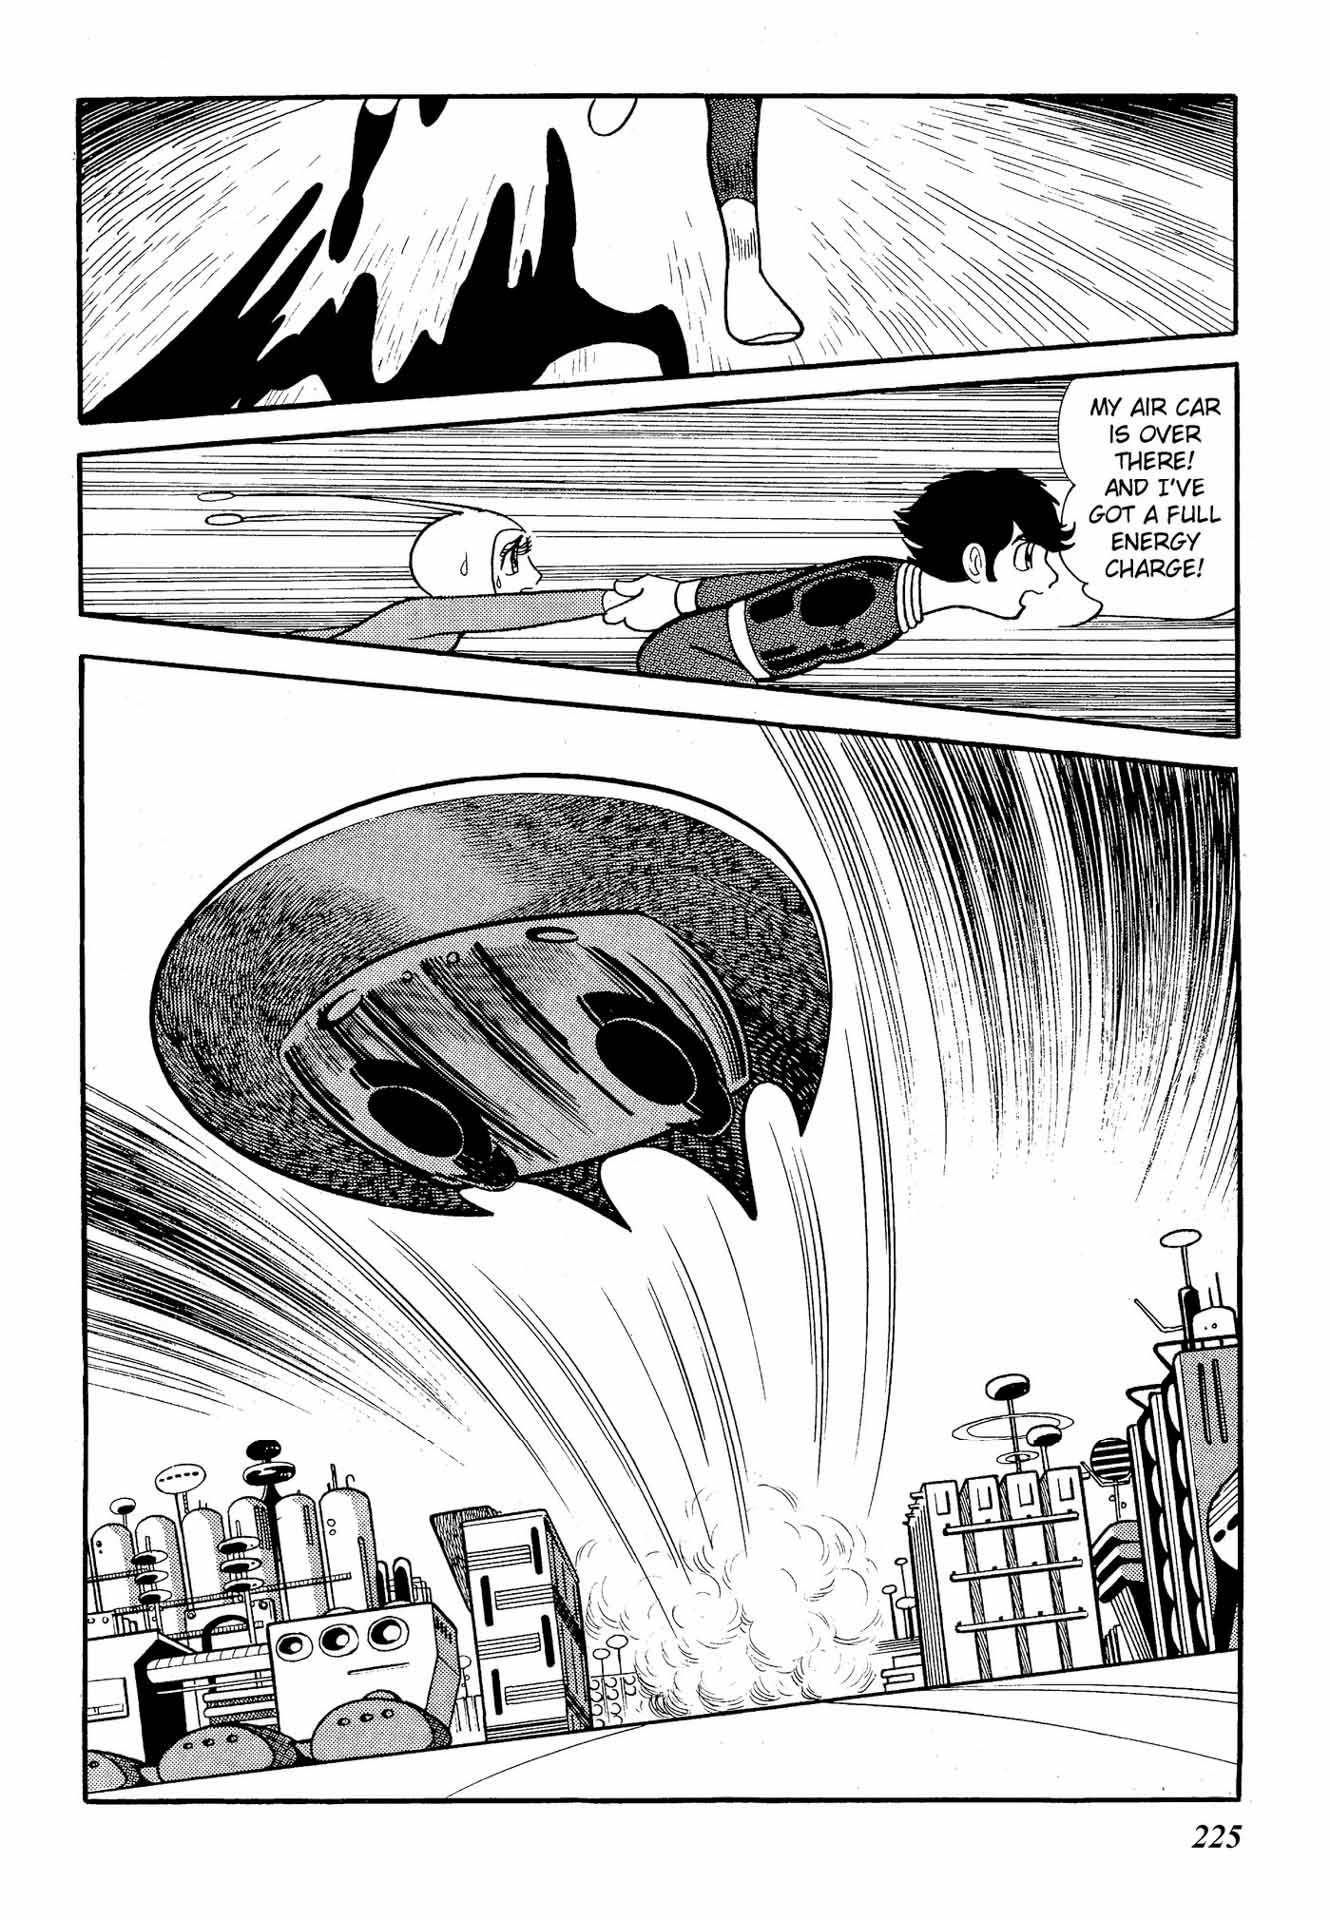 MY AIR CAR
IS OVER
THERE!
AND I'VE
GOT A FULL
ENERGY
CHARGE!
225